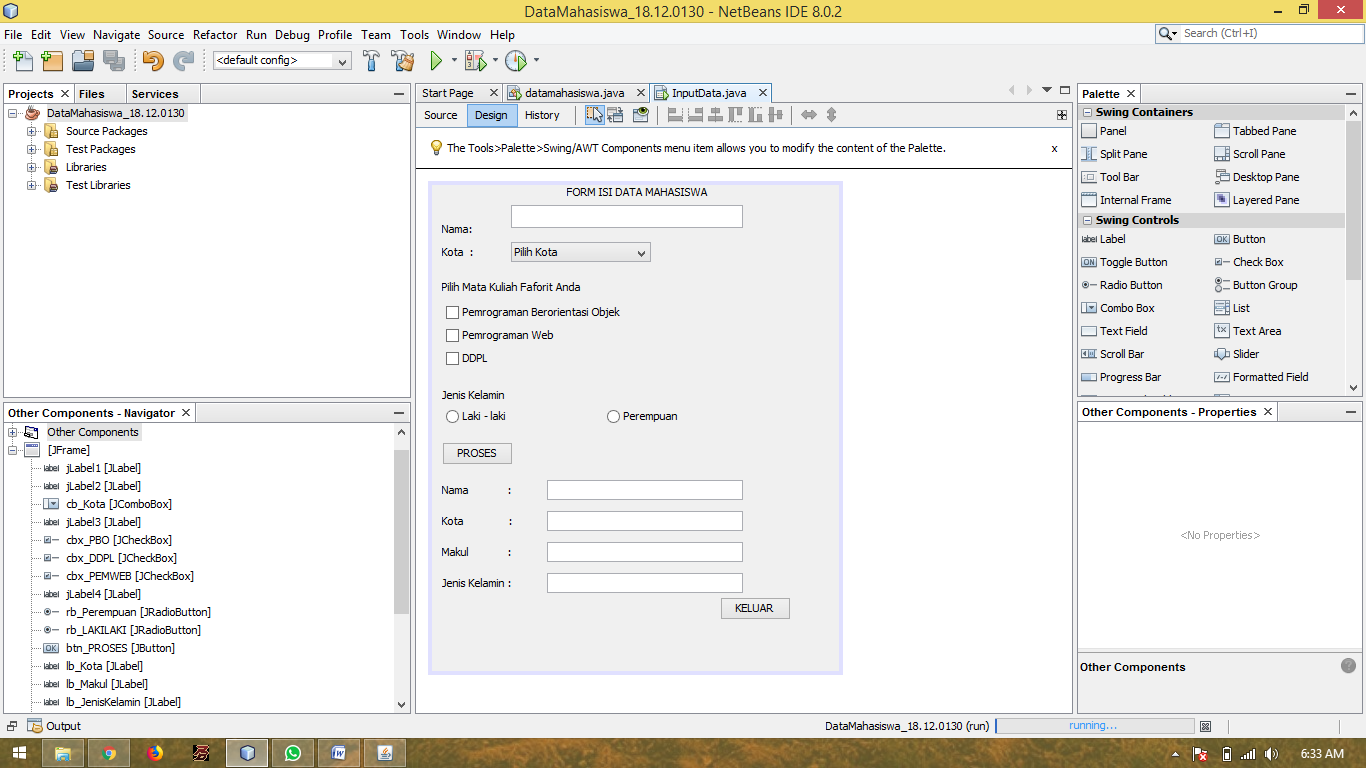 DataMahasiswa_18.12.0130 - NetBeans IDE 8.0.2
File Edit View Navigate Source Refactor Run Debug Profile Team Tools Window Help
Search (Ctrl+I)
<default config>
Projects Files Services
DataMahasiswa_18.12.0130
Source Packages
Test Packages
Libraries
Test Libraries
Other Components - Navigator
Other Components
[JFrame]
jLabel1 [JLabel]
jLabel2 [JLabel]
cb_Kota [JComboBox]
jLabel3 [JLabel]
cbx_PBO [JCheckBox]
cbx_DDPL [JCheckBox]
cbx_PEMWEB [JCheckBox]
jLabel4 [JLabel]
rb_Perempuan [JRadioButton]
rb_LAKILAKI [JRadioButton]
btn_PROSES [JButton]
lb_Kota [JLabel]
lb_Makul [JLabel]
lb_JenisKelamin [JLabel]
Start Page datamahasiswa.java InputData.java
Source Design History
The Tools>Palette>Swing/AWT Components menu item allows you to modify the content of the Palette. x
FORM ISI DATA MAHASISWA
Nama:
Kota : Pilih Kota
Pilih Mata Kuliah Faforit Anda
Pemrograman Berorientasi Objek
Pemrograman Web
DDPL
Jenis Kelamin
Laki - laki Perempuan
PROSES
Nama :
Kota :
Makul :
Jenis Kelamin :
KELUAR
Palette
Swing Containers
Panel Tabbed Pane
Split Pane Scroll Pane
Tool Bar Desktop Pane
Internal Frame Layered Pane
Swing Controls
label Label OK Button
ON Toggle Button Check Box
Radio Button Button Group
Combo Box List
Text Field Text Area
Scroll Bar Slider
Progress Bar Formatted Field
Other Components - Properties
<No Properties>
Other Components
Output
DataMahasiswa_18.12.0130 (run) running...
6:33 AM